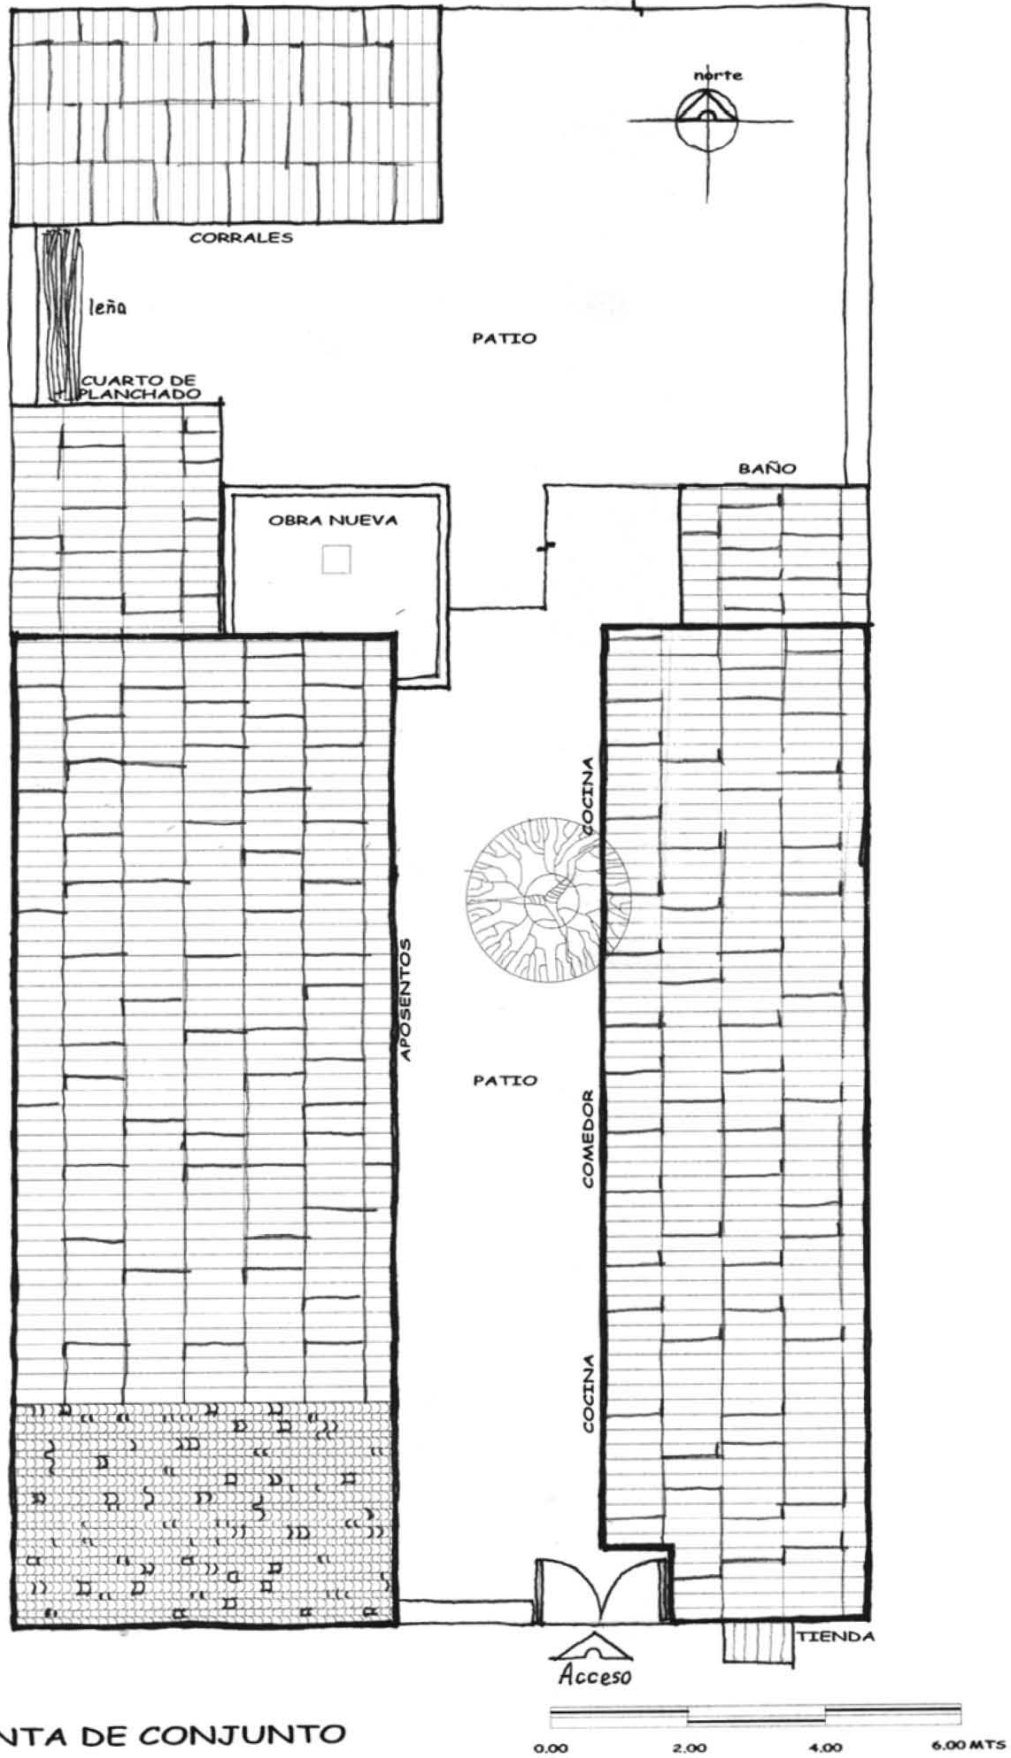 norte
CORRALES
leña
PATIO
CUARTO DE
PLANCHADO
BAÑO
OBRA NUEVA
COCINA
APOSENTOS
PATIO
COMEDOR
COCINA
TIENDA
Acceso
NTA DE CONJUNTO
0.00 2.00 4.00 6.00 MTS